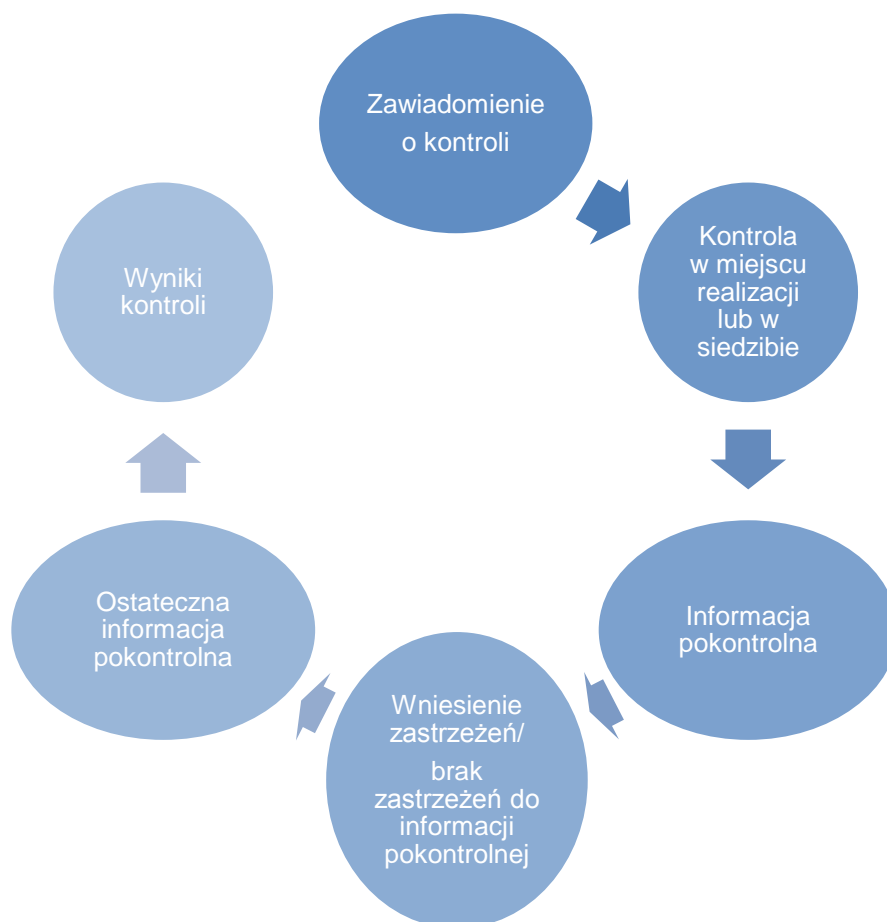 Zawiadomienie
o kontroli
Kontrola
w miejscu
realizacji
lub w
siedzibie
Informacja
pokontrolna
Wniesienie
zastrzeżeń/
brak
zastrzeżeń do
informacji
pokontrolnej
Ostateczna
informacja
pokontrolna
Wyniki
kontroli